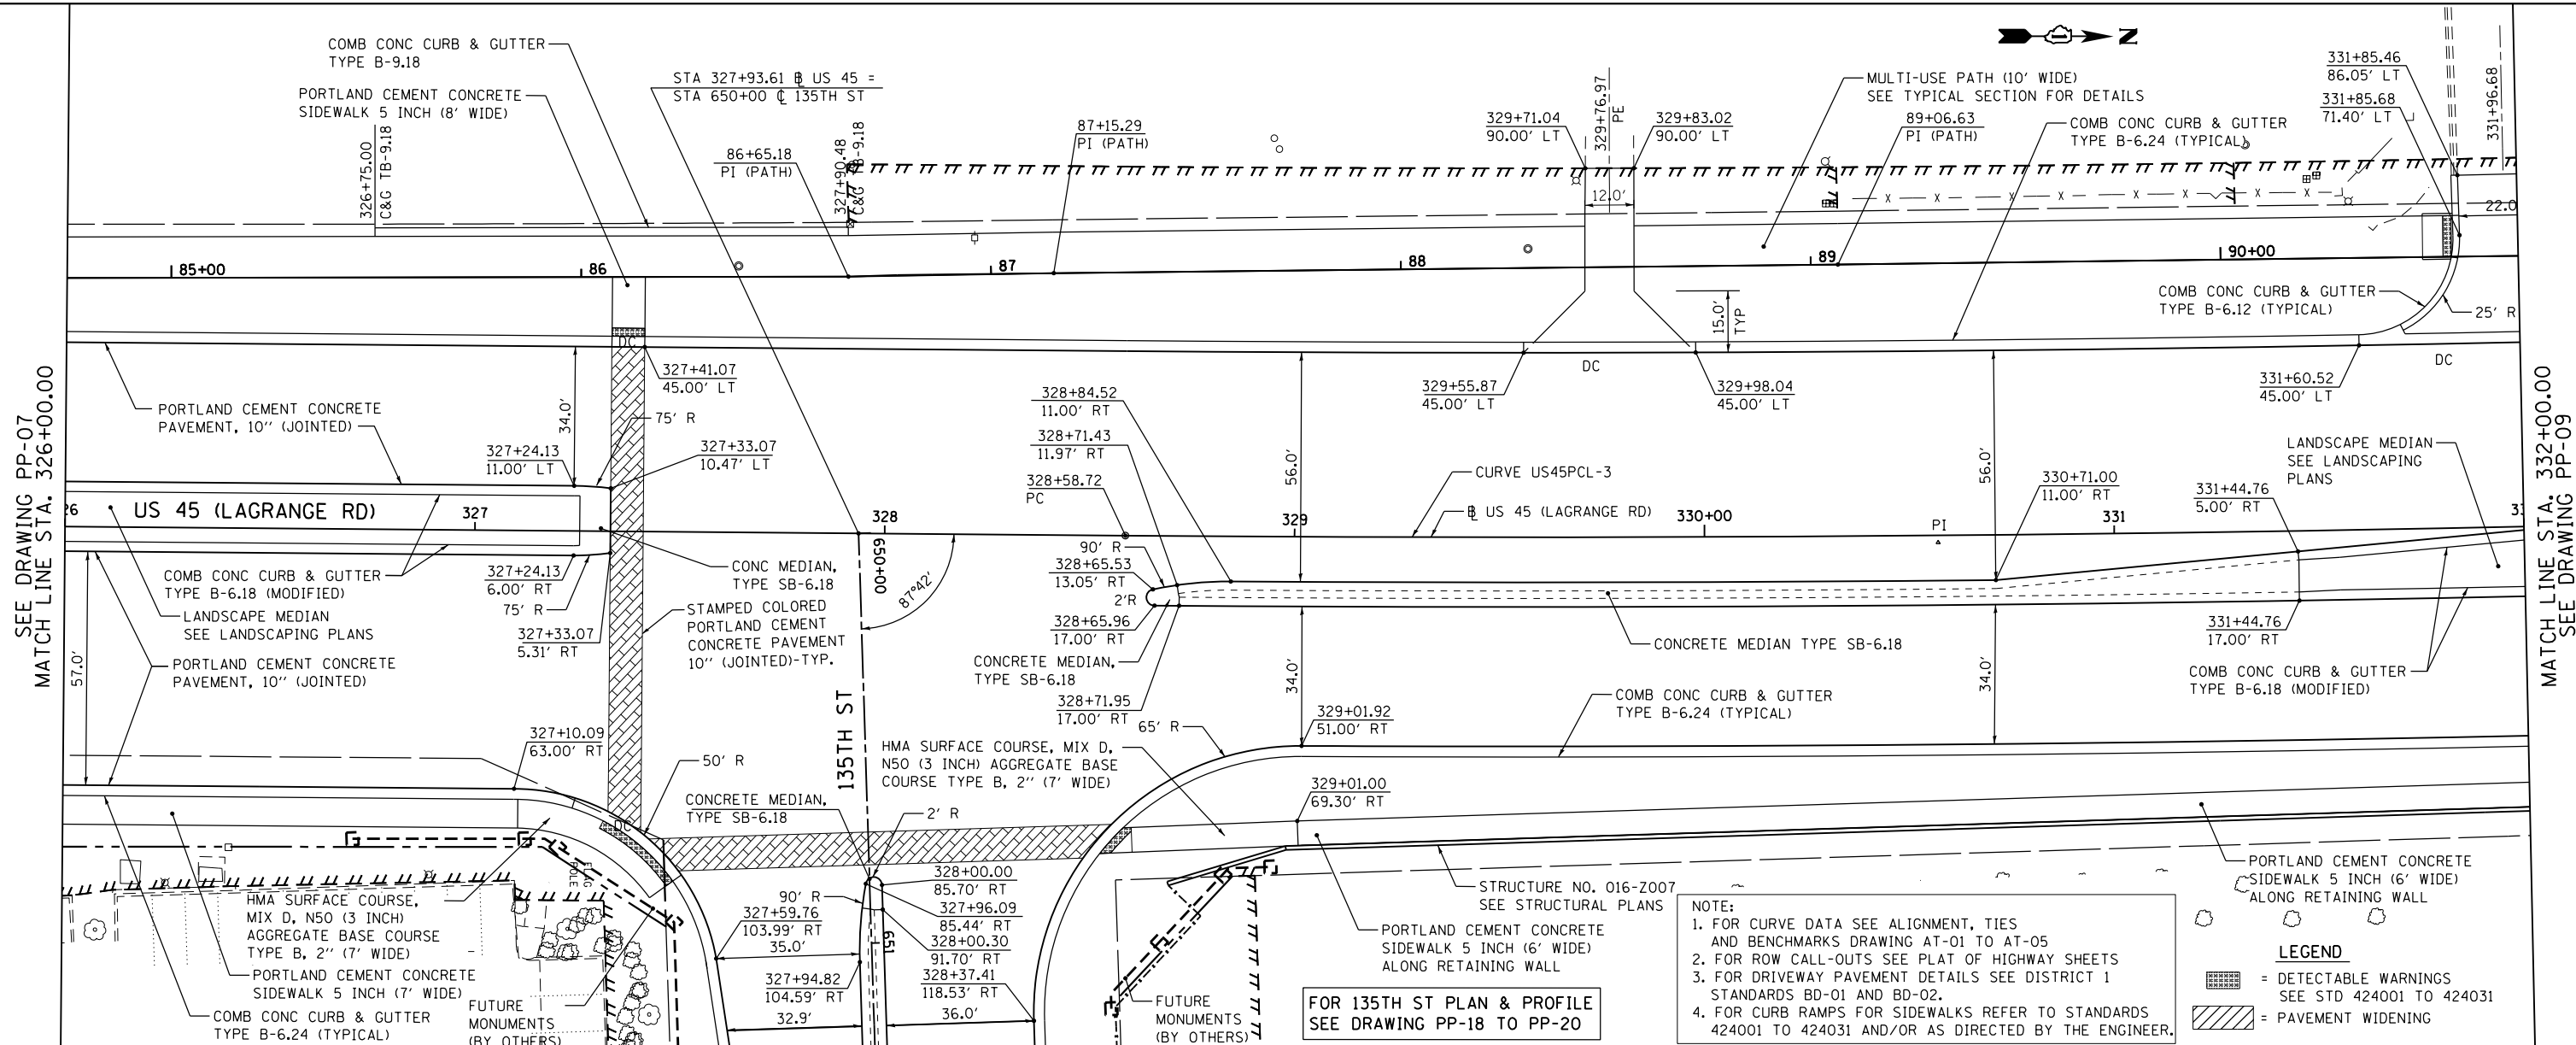 COMB CONC CURB & GUTTER
TYPE B-9.18
PORTLAND CEMENT CONCRETE
SIDEWALK 5 INCH (8' WIDE)
326+75.00
C&G TB-9.18
STA 327+93.61 ℄ US 45 =
STA 650+00 ℄ 135TH ST
86+65.18
PI (PATH)
327+90.48
C&G TB-9.18
87+15.29
PI (PATH)
329+71.04
90.00' LT
329+76.97
PE
329+83.02
90.00' LT
12.0'
MULTI-USE PATH (10' WIDE)
SEE TYPICAL SECTION FOR DETAILS
89+06.63
PI (PATH)
COMB CONC CURB & GUTTER
TYPE B-6.24 (TYPICAL)
N
331+85.46
86.05' LT
331+85.68
71.40' LT
331+96.68
22.0
85+00
86
87
88
89
90+00
COMB CONC CURB & GUTTER
TYPE B-6.12 (TYPICAL)
25' R
15.0'
TYP
DC
DC
DC
SEE DRAWING PP-07
MATCH LINE STA. 326+00.00
PORTLAND CEMENT CONCRETE
PAVEMENT, 10'' (JOINTED)
34.0'
327+41.07
45.00' LT
75' R
327+24.13
11.00' LT
327+33.07
10.47' LT
328+84.52
11.00' RT
328+71.43
11.97' RT
328+58.72
PC
56.0'
329+55.87
45.00' LT
329+98.04
45.00' LT
CURVE US45PCL-3
℄ US 45 (LAGRANGE RD)
56.0'
331+60.52
45.00' LT
330+71.00
11.00' RT
331+44.76
5.00' RT
LANDSCAPE MEDIAN
SEE LANDSCAPING
PLANS
MATCH LINE STA. 332+00.00
SEE DRAWING PP-09
26
US 45 (LAGRANGE RD)
327
328
329
330+00
PI
331
33
650+00
87°42'
COMB CONC CURB & GUTTER
TYPE B-6.18 (MODIFIED)
LANDSCAPE MEDIAN
SEE LANDSCAPING PLANS
PORTLAND CEMENT CONCRETE
PAVEMENT, 10'' (JOINTED)
57.0'
327+24.13
6.00' RT
75' R
327+33.07
5.31' RT
CONC MEDIAN,
TYPE SB-6.18
STAMPED COLORED
PORTLAND CEMENT
CONCRETE PAVEMENT
10'' (JOINTED)-TYP.
90' R
328+65.53
13.05' RT
2'R
328+65.96
17.00' RT
CONCRETE MEDIAN,
TYPE SB-6.18
328+71.95
17.00' RT
34.0'
CONCRETE MEDIAN TYPE SB-6.18
34.0'
331+44.76
17.00' RT
COMB CONC CURB & GUTTER
TYPE B-6.18 (MODIFIED)
COMB CONC CURB & GUTTER
TYPE B-6.24 (TYPICAL)
135TH ST
327+10.09
63.00' RT
50' R
65' R
329+01.92
51.00' RT
HMA SURFACE COURSE, MIX D,
N50 (3 INCH) AGGREGATE BASE
COURSE TYPE B, 2'' (7' WIDE)
CONCRETE MEDIAN,
TYPE SB-6.18
2' R
329+01.00
69.30' RT
DC
FLAG
POLE
HMA SURFACE COURSE,
MIX D, N50 (3 INCH)
AGGREGATE BASE COURSE
TYPE B, 2'' (7' WIDE)
PORTLAND CEMENT CONCRETE
SIDEWALK 5 INCH (7' WIDE)
COMB CONC CURB & GUTTER
TYPE B-6.24 (TYPICAL)
FUTURE
MONUMENTS
(BY OTHERS)
90' R
327+59.76
103.99' RT
35.0'
327+94.82
104.59' RT
32.9'
651
328+00.00
85.70' RT
327+96.09
85.44' RT
328+00.30
91.70' RT
328+37.41
118.53' RT
36.0'
FUTURE
MONUMENTS
(BY OTHERS)
STRUCTURE NO. 016-Z007
SEE STRUCTURAL PLANS
PORTLAND CEMENT CONCRETE
SIDEWALK 5 INCH (6' WIDE)
ALONG RETAINING WALL
FOR 135TH ST PLAN & PROFILE
SEE DRAWING PP-18 TO PP-20
NOTE:
1. FOR CURVE DATA SEE ALIGNMENT, TIES
AND BENCHMARKS DRAWING AT-01 TO AT-05
2. FOR ROW CALL-OUTS SEE PLAT OF HIGHWAY SHEETS
3. FOR DRIVEWAY PAVEMENT DETAILS SEE DISTRICT 1
STANDARDS BD-01 AND BD-02.
4. FOR CURB RAMPS FOR SIDEWALKS REFER TO STANDARDS
424001 TO 424031 AND/OR AS DIRECTED BY THE ENGINEER.
PORTLAND CEMENT CONCRETE
SIDEWALK 5 INCH (6' WIDE)
ALONG RETAINING WALL
LEGEND
= DETECTABLE WARNINGS
SEE STD 424001 TO 424031
= PAVEMENT WIDENING